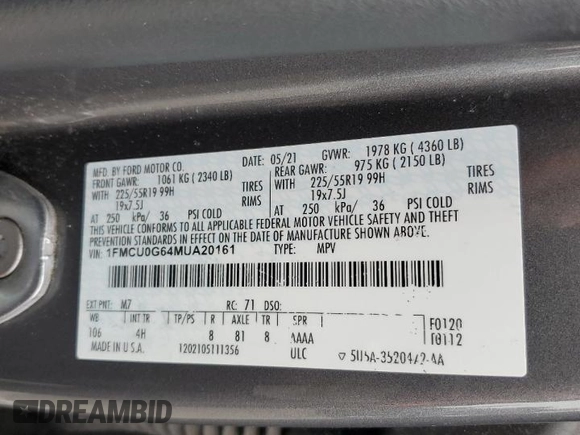 MFD. BY FORD MOTOR CO.
DATE: 05/21 GVWR: 1978 KG ( 4360 LB)
FRONT GAWR: 1061 KG ( 2340 LB) REAR GAWR: 975 KG ( 2150 LB)
WITH 225/55R19 99H TIRES WITH 225/55R19 99H TIRES
19x7.5J RIMS 19x7.5J RIMS
AT 250 kPa/ 36 PSI COLD AT 250 kPa/ 36 PSI COLD
THIS VEHICLE CONFORMS TO ALL APPLICABLE FEDERAL MOTOR VEHICLE SAFETY AND THEFT
PREVENTION STANDARDS IN EFFECT ON THE DATE OF MANUFACTURE SHOWN ABOVE.
VIN: 1FMCU0G64MUA20161 TYPE: MPV
EXT PNT: M7 RC: 71 DSO:
WB INT TR TP/PS R AXLE TR SPR
106 4H 8 81 8 AAAA
F0120
F0112
MADE IN U.S.A. 1202105111356 ULC
DREAMBID